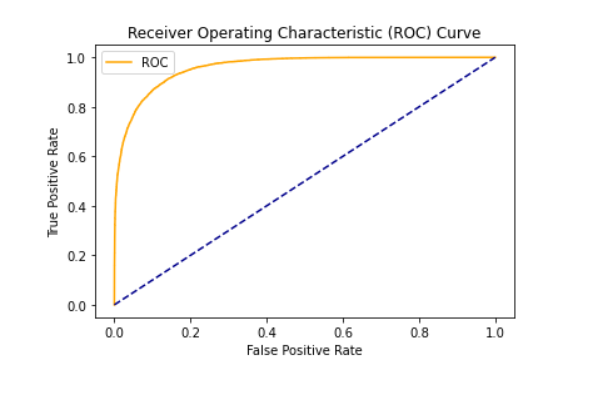 Receiver Operating Characteristic (ROC) Curve
ROC
1.0
0.8
0.6
0.4
0.2
0.0
True Positive Rate
0.0 0.2 0.4 0.6 0.8 1.0
False Positive Rate